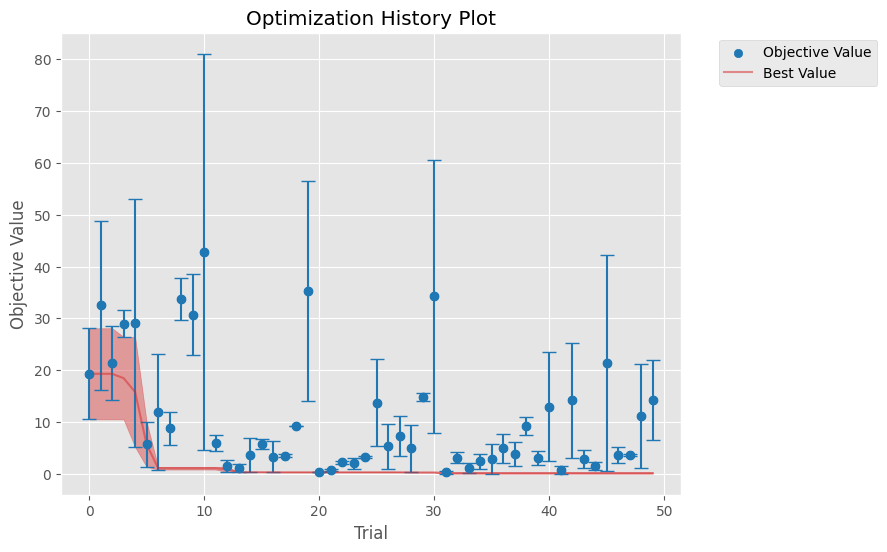 Optimization History Plot
Objective Value
Best Value
Objective Value
80
70
60
50
40
30
20
10
0
0 10 20 30 40 50
Trial